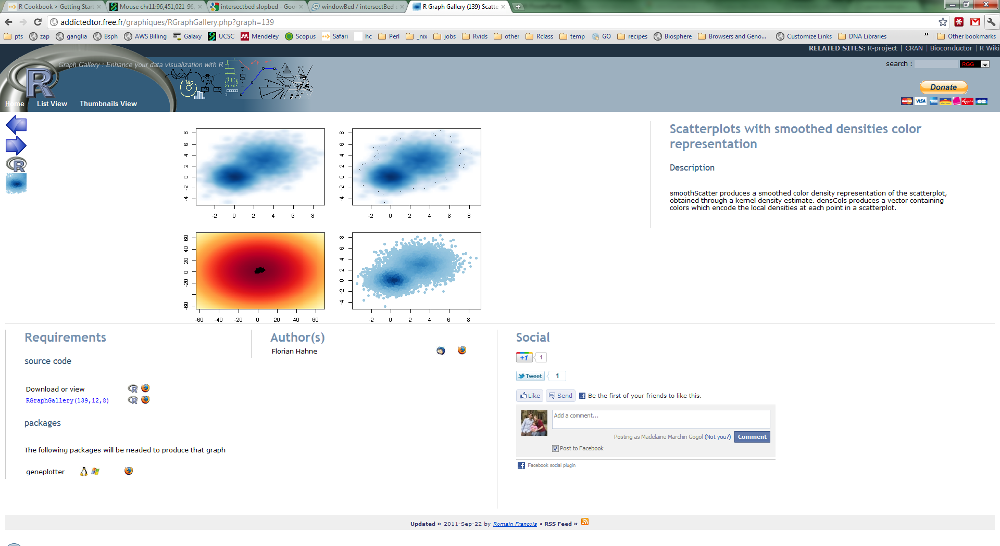 R Cookbook > Getting Start
Mouse chr11:96,451,021-96,
intersectbed slopbed - Goo
windowBed / intersectBed
R Graph Gallery (139) Scatte
addictedtor.free.fr/graphiques/RGraphGallery.php?graph=139
pts zap ganglia Bsph AWS Billing Galaxy UCSC Mendeley Scopus Safari hc Perl _nix jobs Rvids other Rclass temp GO recipes Biosphere Browsers and Geno... Customize Links DNA Libraries » Other bookmarks
RELATED SITES: R-project | CRAN | Bioconductor | R Wiki
Graph Gallery : Enhance your data visualization with R
search : RGG
R
160
Donate
VISA
Home List View Thumbnails View
8 6 4 2 0 -2 -4
-2 0 2 4 6 8
8 6 4 2 0 -2 -4
-2 0 2 4 6 8
60 40 20 0 -20 -60
-60 -40 -20 0 20 40 60
8 6 4 2 0 -2 -4
-2 0 2 4 6 8
Scatterplots with smoothed densities color
representation
Description
smoothScatter produces a smoothed color density representation of the scatterplot,
obtained through a kernel density estimate. densCols produces a vector containing
colors which encode the local densities at each point in a scatterplot.
Requirements
source code
Download or view
RGraphGallery(139,12,8)
packages
The following packages will be neaded to produce that graph
geneplotter
Author(s)
Florian Hahne
Social
+1 1
Tweet 1
Like Send Be the first of your friends to like this.
Add a comment...
Posting as Madelaine Marchin Gogol (Not you?) Comment
Post to Facebook
Facebook social plugin
Updated » 2011-Sep-22 by Romain François • RSS Feed »